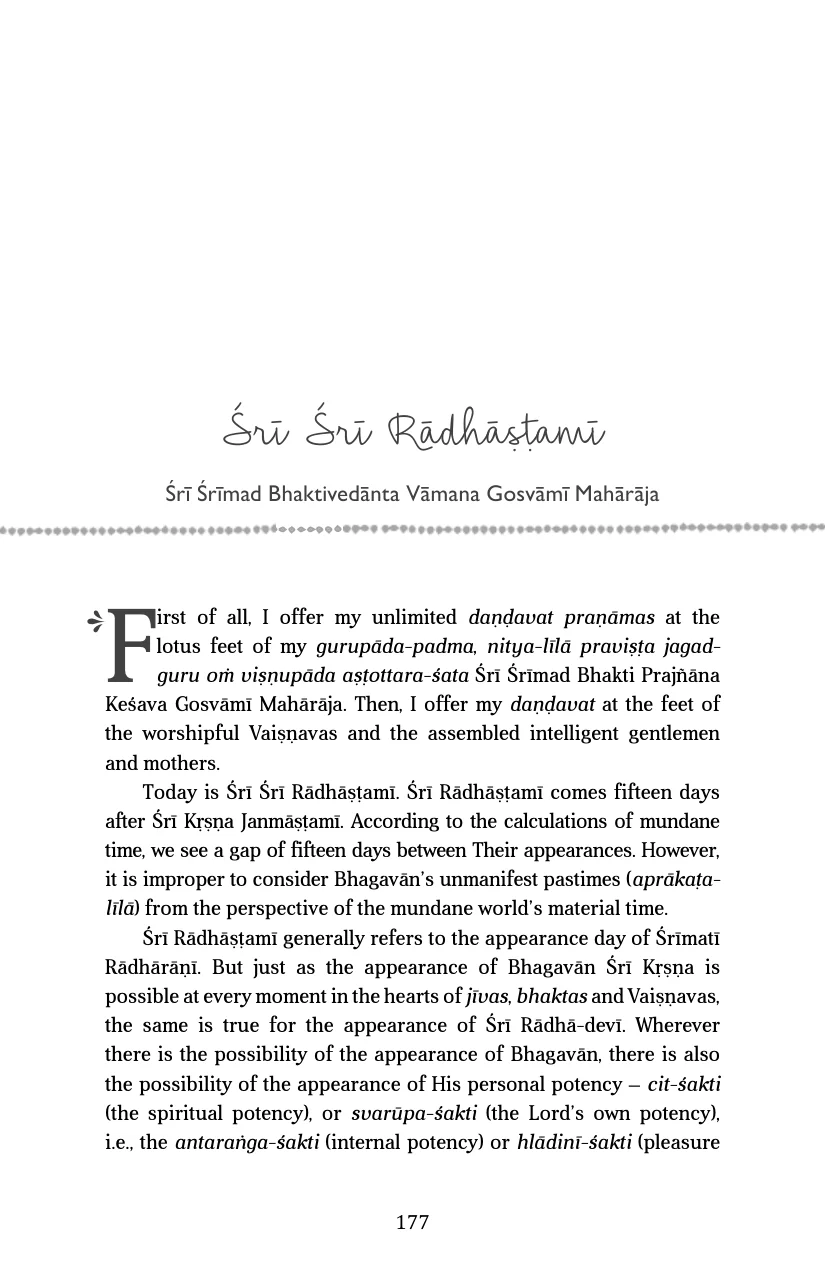 Śrī Śrī Rādhāṣṭamī
Śrī Śrīmad Bhaktivedānta Vāmana Gosvāmī Mahārāja
First of all, I offer my unlimited daṇḍavat praṇāmas at the
lotus feet of my gurupāda-padma, nitya-līlā praviṣṭa jagad-
guru oṁ viṣṇupāda aṣṭottara-śata Śrī Śrīmad Bhakti Prajñāna
Keśava Gosvāmī Mahārāja. Then, I offer my daṇḍavat at the feet of
the worshipful Vaiṣṇavas and the assembled intelligent gentlemen
and mothers.
Today is Śrī Śrī Rādhāṣṭamī. Śrī Rādhāṣṭamī comes fifteen days
after Śrī Kṛṣṇa Janmāṣṭamī. According to the calculations of mundane
time, we see a gap of fifteen days between Their appearances. However,
it is improper to consider Bhagavān’s unmanifest pastimes (aprākaṭa-
līlā) from the perspective of the mundane world’s material time.
Śrī Rādhāṣṭamī generally refers to the appearance day of Śrīmatī
Rādhārāṇī. But just as the appearance of Bhagavān Śrī Kṛṣṇa is
possible at every moment in the hearts of jīvas, bhaktas and Vaiṣṇavas,
the same is true for the appearance of Śrī Rādhā-devī. Wherever
there is the possibility of the appearance of Bhagavān, there is also
the possibility of the appearance of His personal potency – cit-śakti
(the spiritual potency), or svarūpa-śakti (the Lord’s own potency),
i.e., the antaraṅga-śakti (internal potency) or hlādinī-śakti (pleasure
177